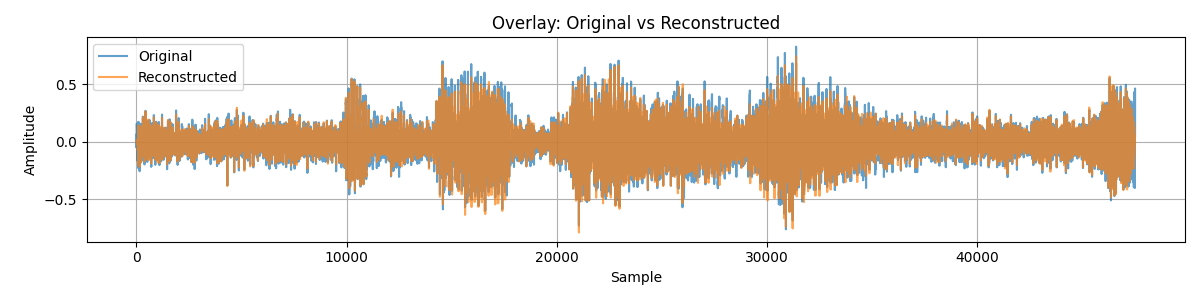 Overlay: Original vs Reconstructed
Original
Reconstructed
Amplitude
0.5
0.0
−0.5
0 10000 20000 30000 40000
Sample